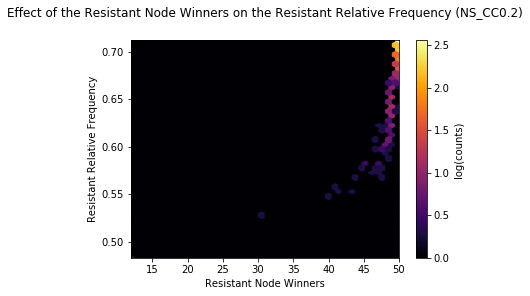 Effect of the Resistant Node Winners on the Resistant Relative Frequency (NS_CC0.2)
0.70
0.65
0.60
0.55
0.50
Resistant Relative Frequency
15 20 25 30 35 40 45 50
Resistant Node Winners
2.5
2.0
1.5
1.0
0.5
0.0
log(counts)